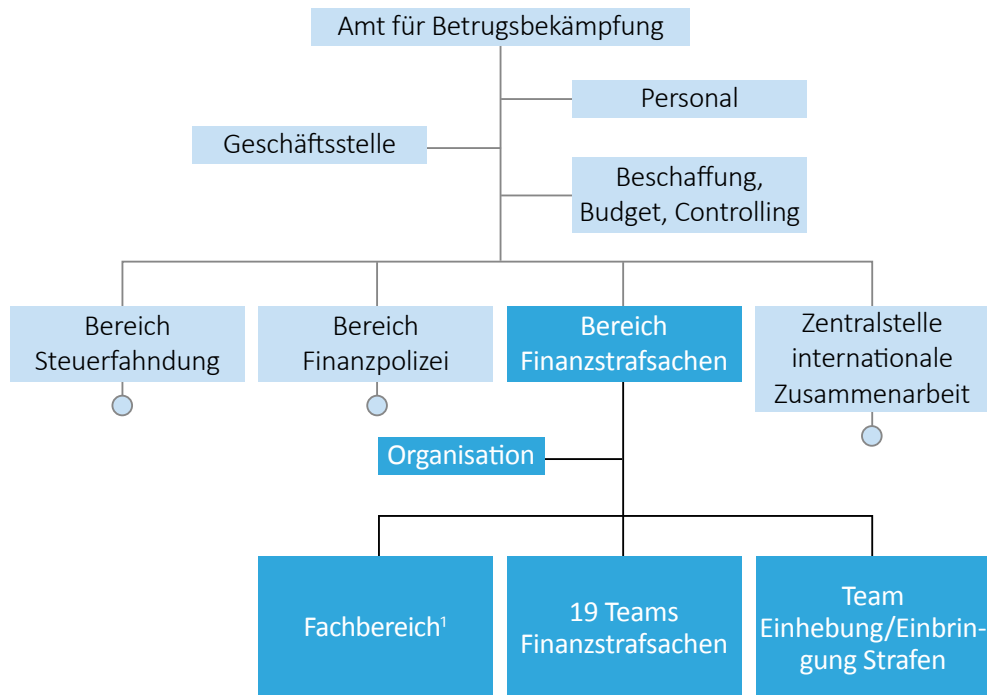 Amt für Betrugsbekämpfung
Personal
Geschäftsstelle
Beschaffung,
Budget, Controlling
Bereich
Steuerfahndung
Bereich
Finanzpolizei
Bereich
Finanzstrafsachen
Zentralstelle
internationale
Zusammenarbeit
Organisation
Fachbereich¹
19 Teams
Finanzstrafsachen
Team
Einhebung/Einbrin-
gung Strafen